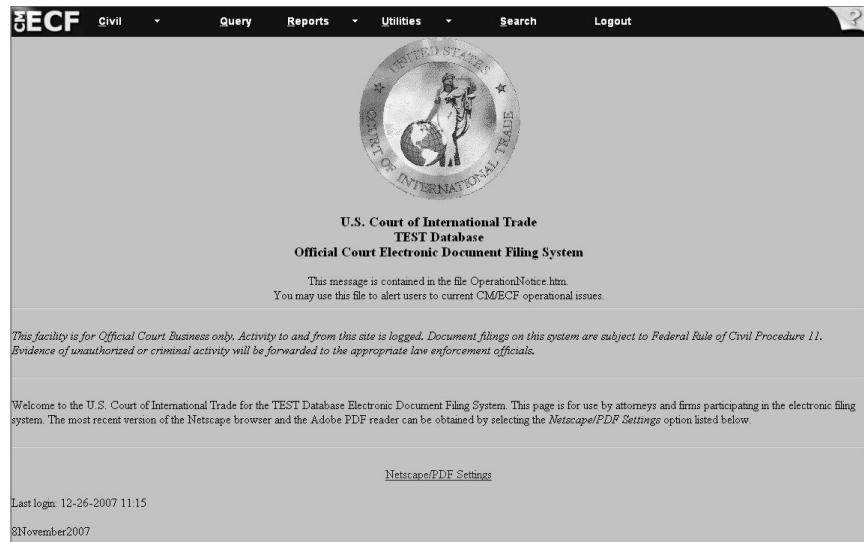 CM ECF Civil Query Reports Utilities Search Logout ?
UNITED STATES
COURT OF INTERNATIONAL TRADE
U.S. Court of International Trade
TEST Database
Official Court Electronic Document Filing System
This message is contained in the file OperationNotice.htm.
You may use this file to alert users to current CM/ECF operational issues.
This facility is for Official Court Business only. Activity to and from this site is logged. Document filings on this system are subject to Federal Rule of Civil Procedure 11.
Evidence of unauthorized or criminal activity will be forwarded to the appropriate law enforcement officials.
Welcome to the U.S. Court of International Trade for the TEST Database Electronic Document Filing System. This page is for use by attorneys and firms participating in the electronic filing
system. The most recent version of the Netscape browser and the Adobe PDF reader can be obtained by selecting the Netscape/PDF Settings option listed below.
Netscape/PDF Settings
Last login: 12-26-2007 11:15
8November2007